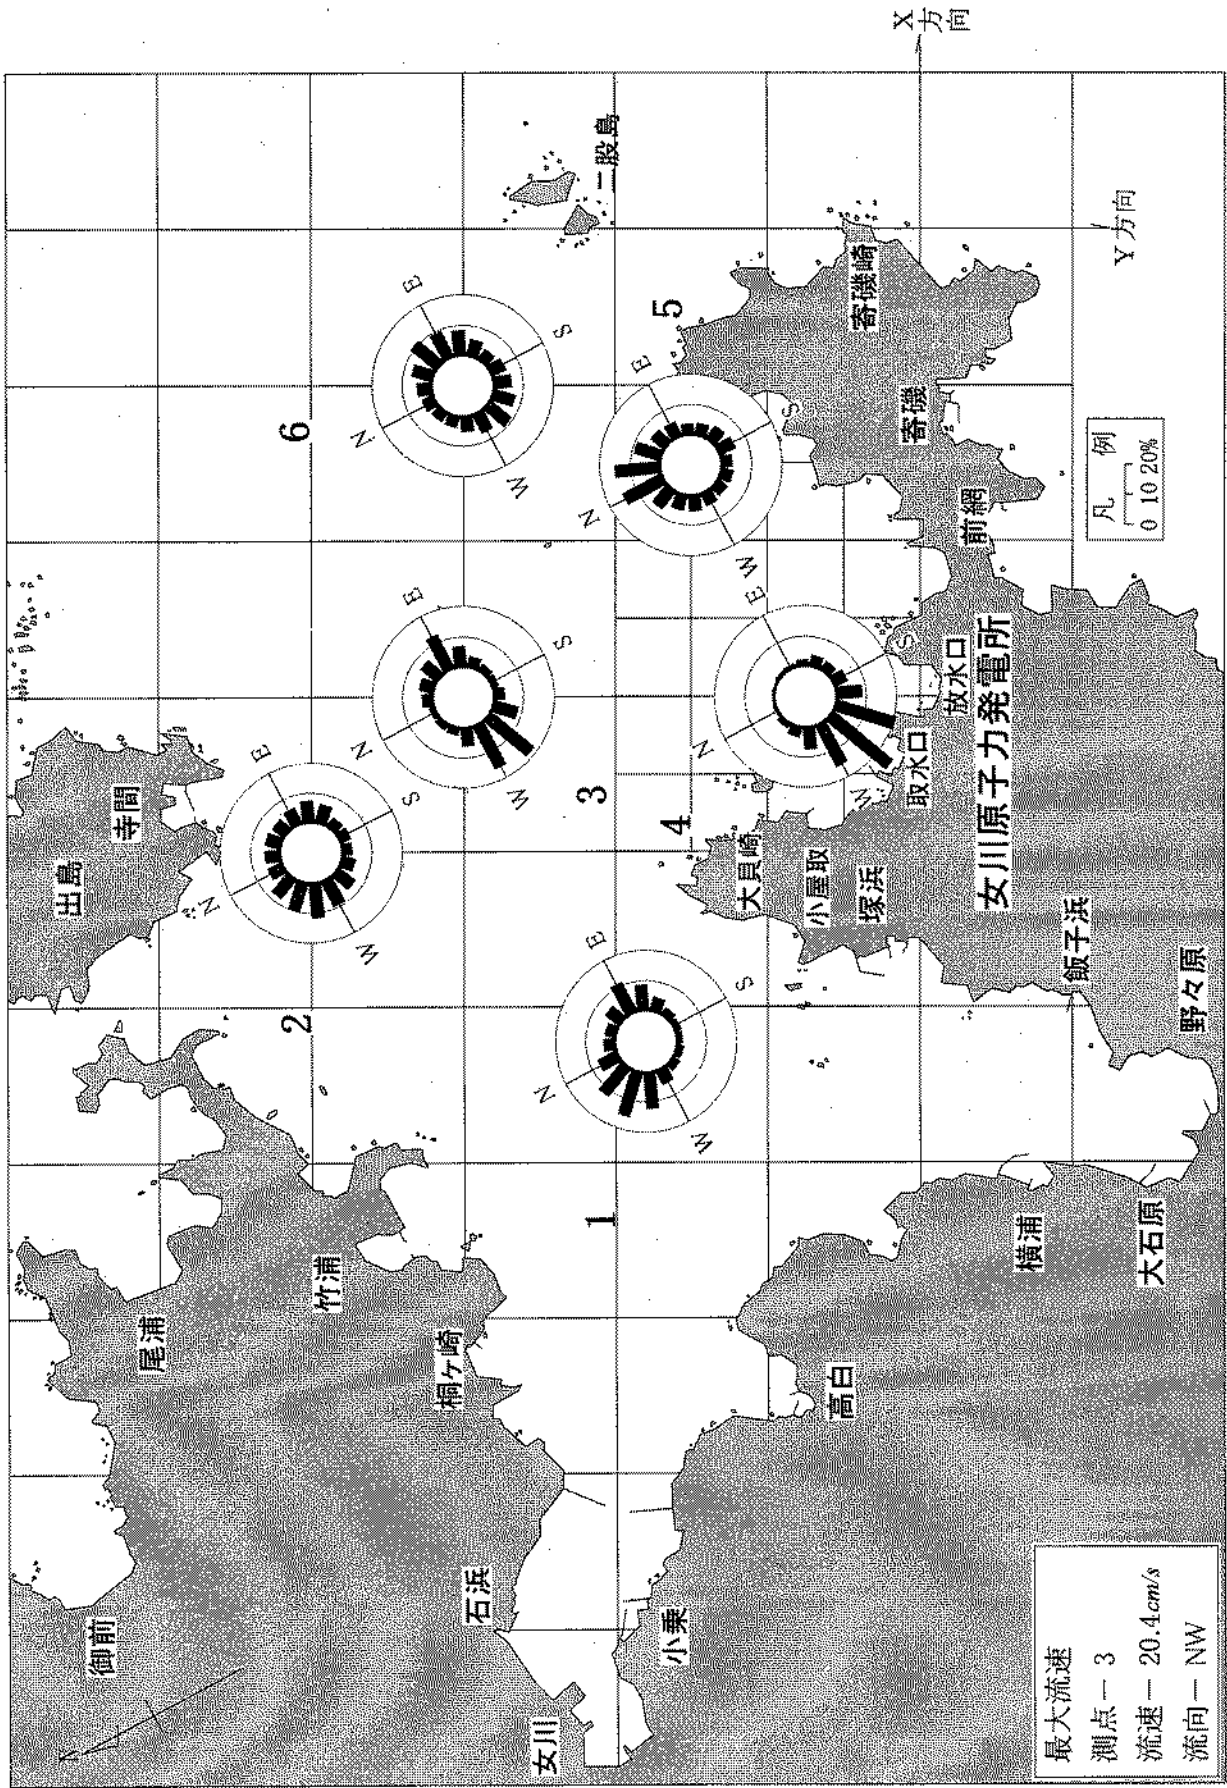 御前
尾浦
竹浦
桐ヶ崎
石浜
女川
小乗
高白
横浦
大石原
野々原
飯子浜
塚浜
小屋取
大貝崎
出島
寺間
二股島
寄磯崎
寄磯
前網
放水口
取水口
女川原子力発電所
1
2
3
4
5
6
N
E
S
W
N
E
S
W
N
E
S
W
N
E
S
W
N
E
S
W
N
E
S
W
X方向
Y方向
凡 例
0 10 20%
最大流速
測点－3
流速－20.4cm/s
流向－NW